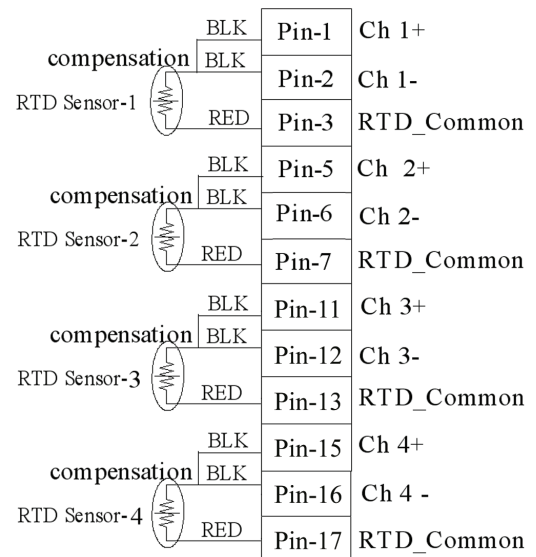 BLK Pin-1 Ch 1+
compensation BLK Pin-2 Ch 1-
RTD Sensor-1
RED Pin-3 RTD_Common
BLK Pin-5 Ch 2+
compensation BLK Pin-6 Ch 2-
RTD Sensor-2
RED Pin-7 RTD_Common
BLK Pin-11 Ch 3+
compensation BLK Pin-12 Ch 3-
RTD Sensor-3
RED Pin-13 RTD_Common
BLK Pin-15 Ch 4+
compensation BLK Pin-16 Ch 4 -
RTD Sensor-4
RED Pin-17 RTD_Common